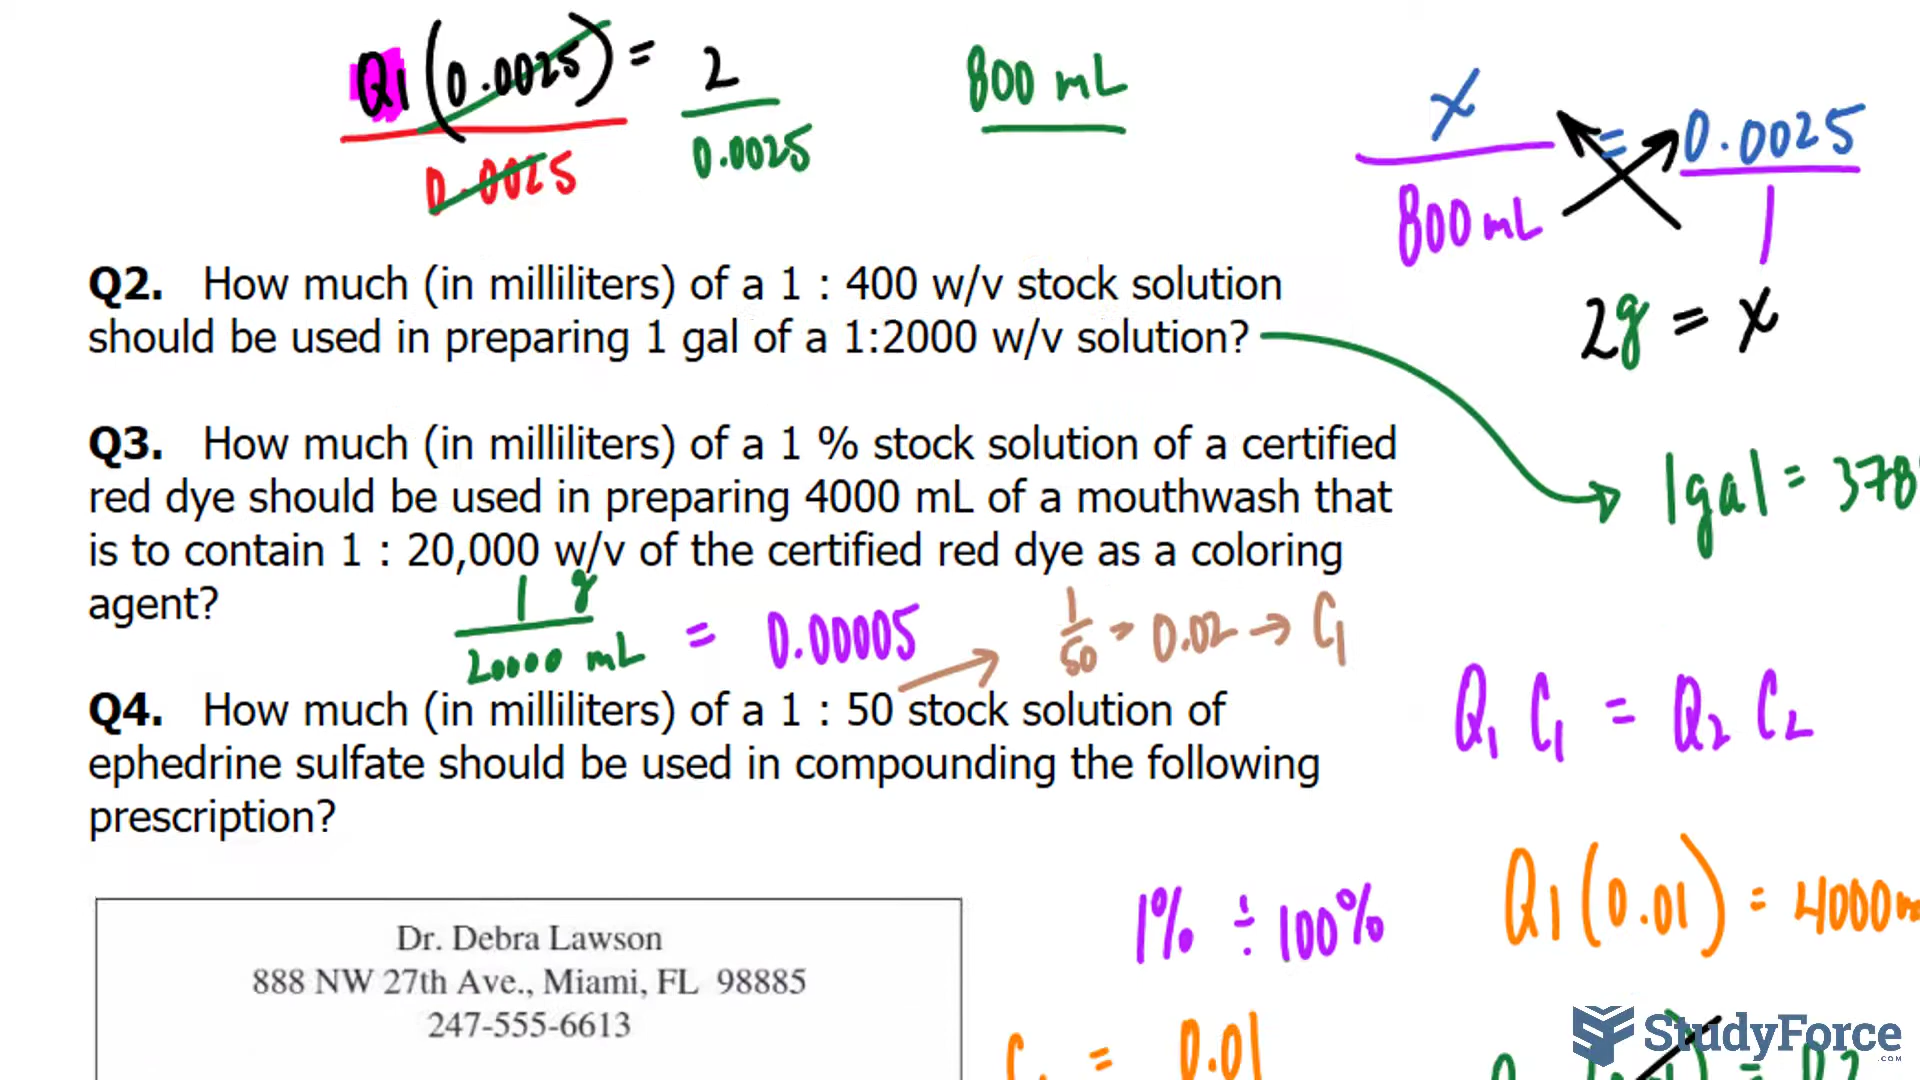 Q1(0.0025) = 2
0.0025
0.0025
800 mL
x = 0.0025
800 mL
1
2g = x
Q2. How much (in milliliters) of a 1 : 400 w/v stock solution
should be used in preparing 1 gal of a 1:2000 w/v solution?
1gal = 378
Q3. How much (in milliliters) of a 1 % stock solution of a certified
red dye should be used in preparing 4000 mL of a mouthwash that
is to contain 1 : 20,000 w/v of the certified red dye as a coloring
agent?
1 g
20000 mL
= 0.00005
1
50
→ 0.02 → C1
Q4. How much (in milliliters) of a 1 : 50 stock solution of
ephedrine sulfate should be used in compounding the following
prescription?
Q1 C1 = Q2 C2
1% ÷ 100%
Q1(0.01) = 4000m
Dr. Debra Lawson
888 NW 27th Ave., Miami, FL 98885
247-555-6613
= 0.01
StudyForce
.COM